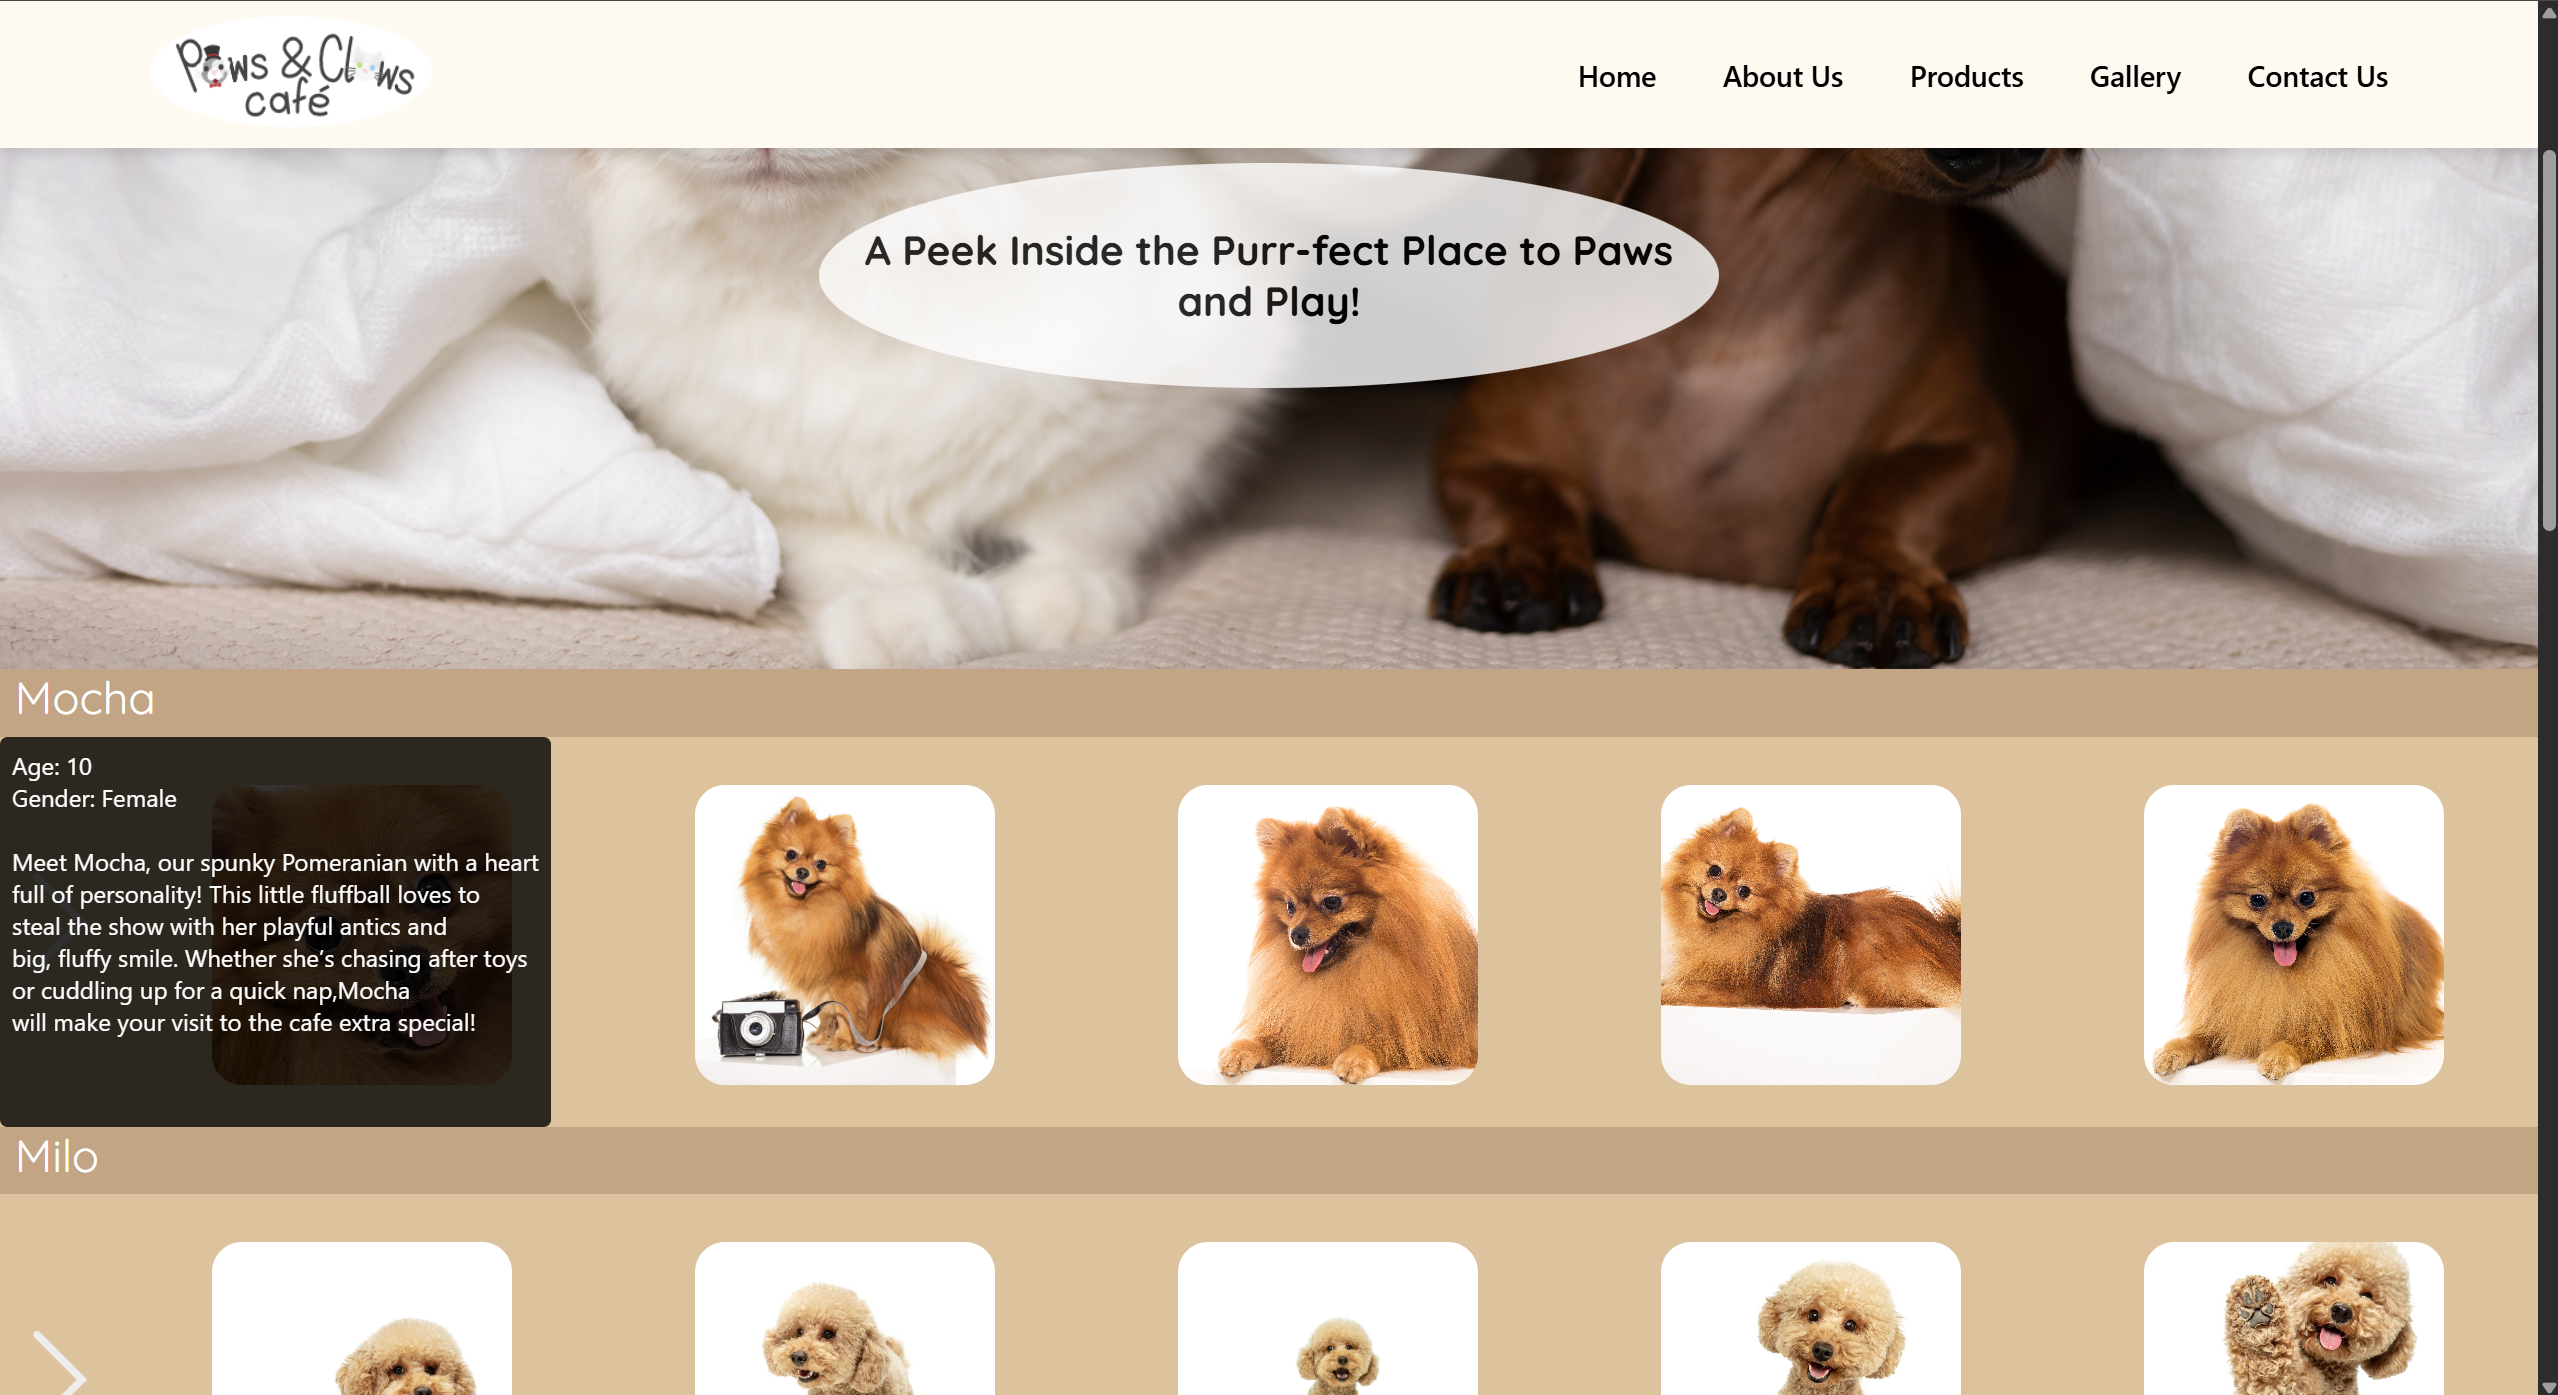 Paws & Claws
café
Home
About Us
Products
Gallery
Contact Us
A Peek Inside the Purr-fect Place to Paws
and Play!
Mocha
Age: 10
Gender: Female
Meet Mocha, our spunky Pomeranian with a heart
full of personality! This little fluffball loves to
steal the show with her playful antics and
big, fluffy smile. Whether she’s chasing after toys
or cuddling up for a quick nap,Mocha
will make your visit to the cafe extra special!
Milo